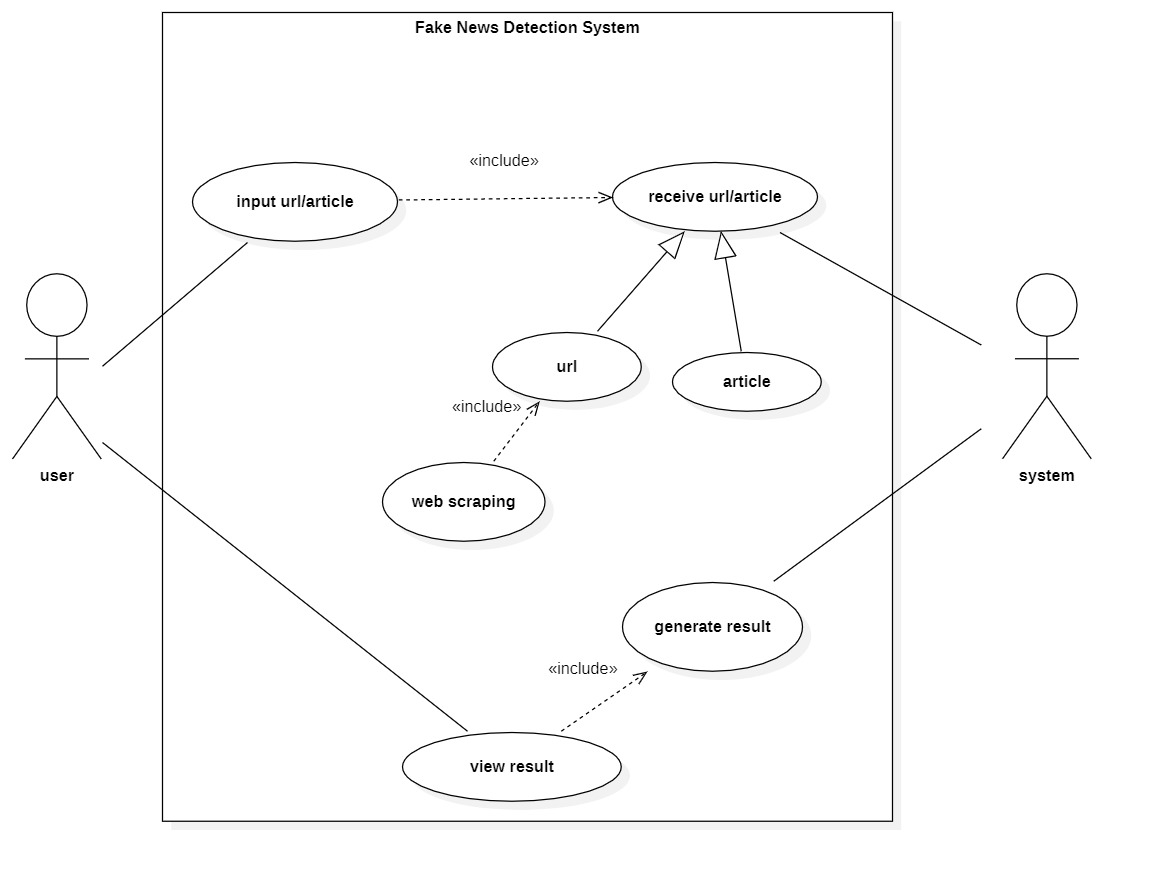 Fake News Detection System
«include»
input url/article
receive url/article
url
article
«include»
user
system
web scraping
generate result
«include»
view result